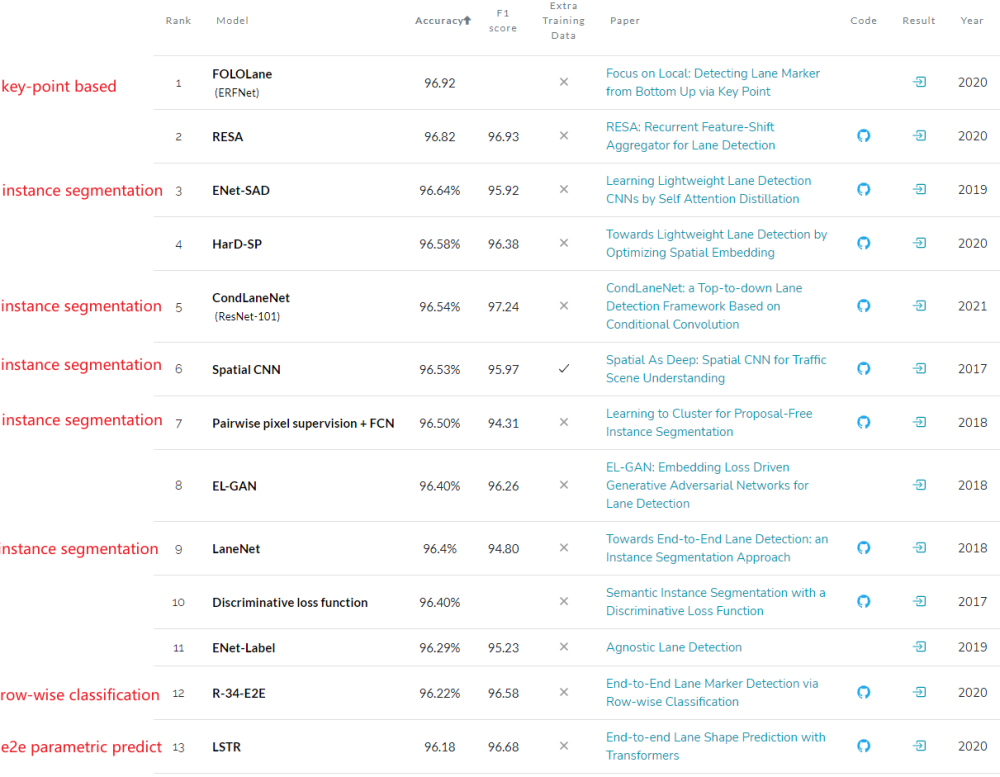 Rank Model Accuracy F1 score Extra Training Data Paper Code Result Year
key-point based 1 FOLOLane (ERFNet) 96.92 Focus on Local: Detecting Lane Marker from Bottom Up via Key Point 2020
2 RESA 96.82 96.93 RESA: Recurrent Feature-Shift Aggregator for Lane Detection 2020
instance segmentation 3 ENet-SAD 96.64% 95.92 Learning Lightweight Lane Detection CNNs by Self Attention Distillation 2019
4 HarD-SP 96.58% 96.38 Towards Lightweight Lane Detection by Optimizing Spatial Embedding 2020
instance segmentation 5 CondLaneNet (ResNet-101) 96.54% 97.24 CondLaneNet: a Top-to-down Lane Detection Framework Based on Conditional Convolution 2021
instance segmentation 6 Spatial CNN 96.53% 95.97 Spatial As Deep: Spatial CNN for Traffic Scene Understanding 2017
instance segmentation 7 Pairwise pixel supervision + FCN 96.50% 94.31 Learning to Cluster for Proposal-Free Instance Segmentation 2018
8 EL-GAN 96.40% 96.26 EL-GAN: Embedding Loss Driven Generative Adversarial Networks for Lane Detection 2018
instance segmentation 9 LaneNet 96.4% 94.80 Towards End-to-End Lane Detection: an Instance Segmentation Approach 2018
10 Discriminative loss function 96.40% Semantic Instance Segmentation with a Discriminative Loss Function 2017
11 ENet-Label 96.29% 95.23 Agnostic Lane Detection 2019
row-wise classification 12 R-34-E2E 96.22% 96.58 End-to-End Lane Marker Detection via Row-wise Classification 2020
e2e parametric predict 13 LSTR 96.18 96.68 End-to-end Lane Shape Prediction with Transformers 2020